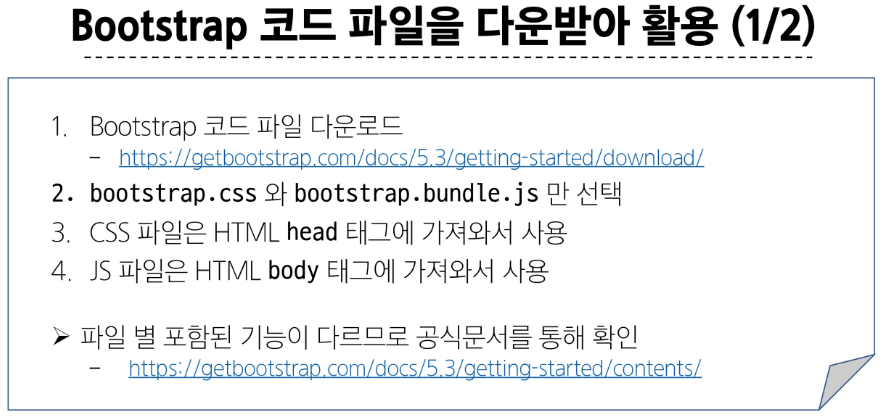 Bootstrap 코드 파일을 다운받아 활용 (1/2)
1. Bootstrap 코드 파일 다운로드
– https://getbootstrap.com/docs/5.3/getting-started/download/
2. bootstrap.css 와 bootstrap.bundle.js 만 선택
3. CSS 파일은 HTML head 태그에 가져와서 사용
4. JS 파일은 HTML body 태그에 가져와서 사용
➢ 파일 별 포함된 기능이 다르므로 공식문서를 통해 확인
– https://getbootstrap.com/docs/5.3/getting-started/contents/